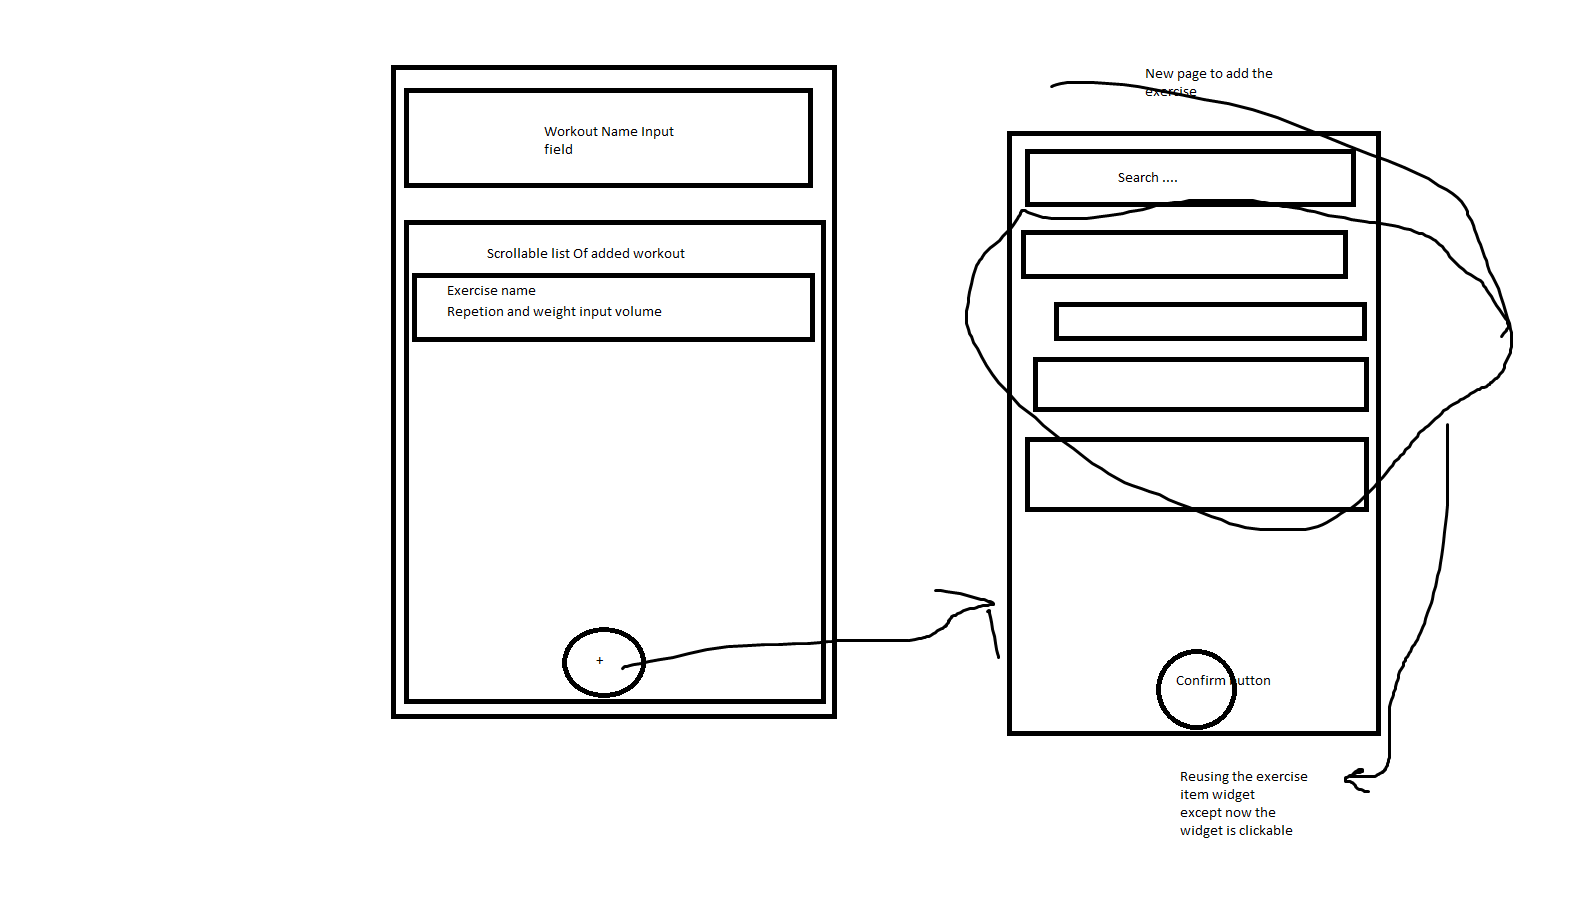 Workout Name Input
field
Scrollable list Of added workout
Exercise name
Repetion and weight input volume
+
New page to add the
exercise
Search ....
Confirm button
Reusing the exercise
item widget
except now the
widget is clickable